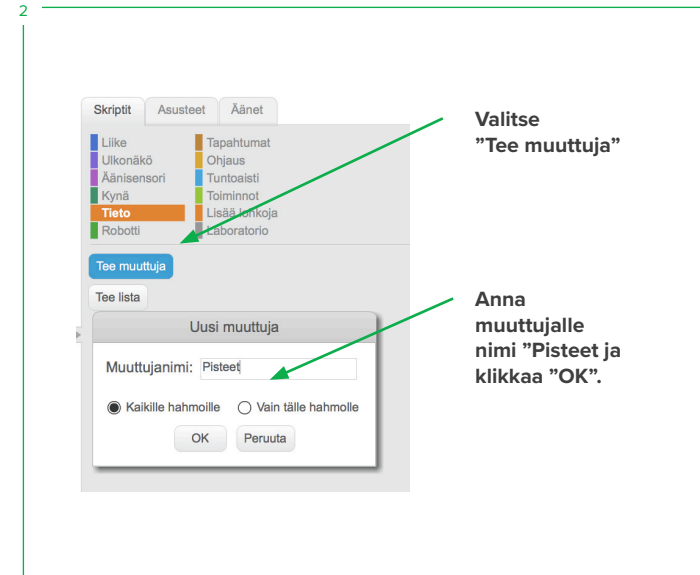 2
Skriptit Asusteet Äänet
Liike Tapahtumat
Ulkonäkö Ohjaus
Äänisensori Tuntoaisti
Kynä Toiminnot
Tieto Lisää lohkoja
Robotti Laboratorio
Tee muuttuja
Tee lista
Uusi muuttuja
Muuttujanimi: Pisteet
Kaikille hahmoille Vain tälle hahmolle
OK Peruuta
Valitse
”Tee muuttuja”
Anna
muuttujalle
nimi ”Pisteet ja
klikkaa ”OK”.